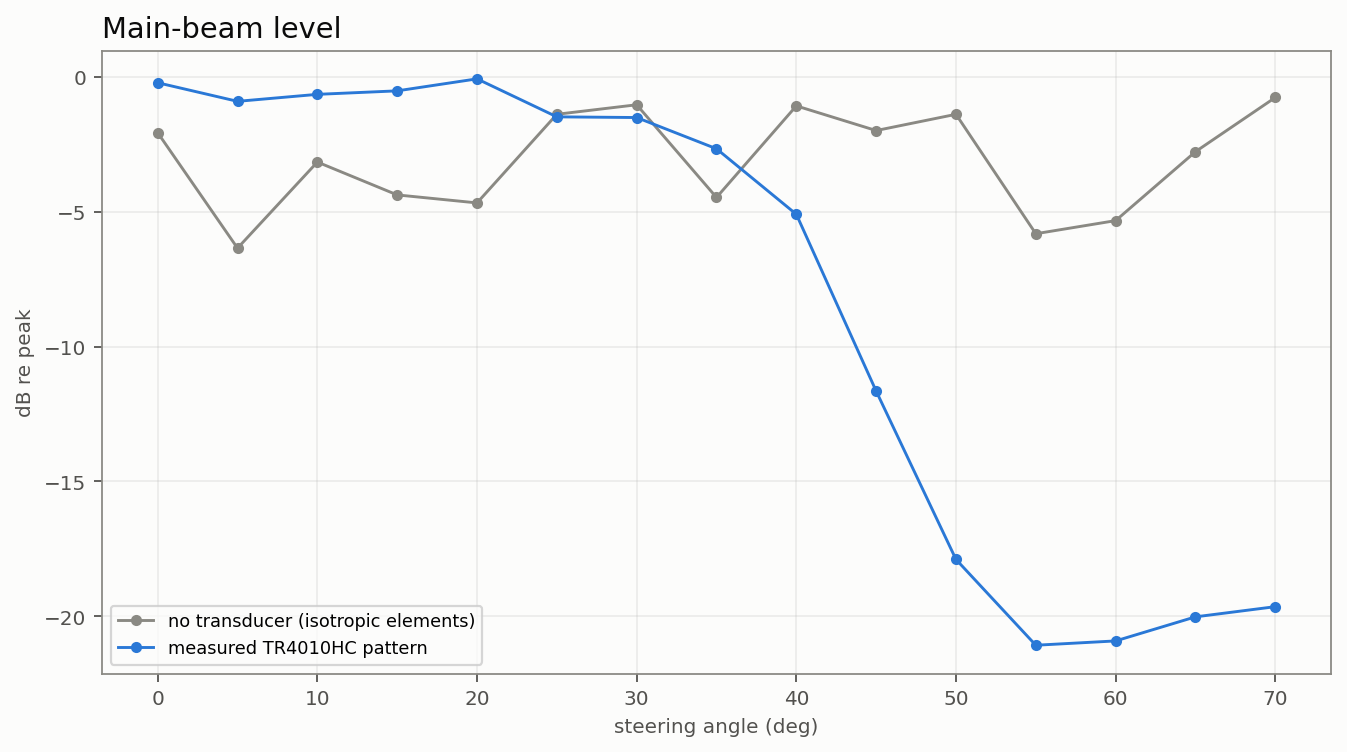 Main-beam level
dB re peak
0
−5
−10
−15
−20
no transducer (isotropic elements)
measured TR4010HC pattern
0 10 20 30 40 50 60 70
steering angle (deg)